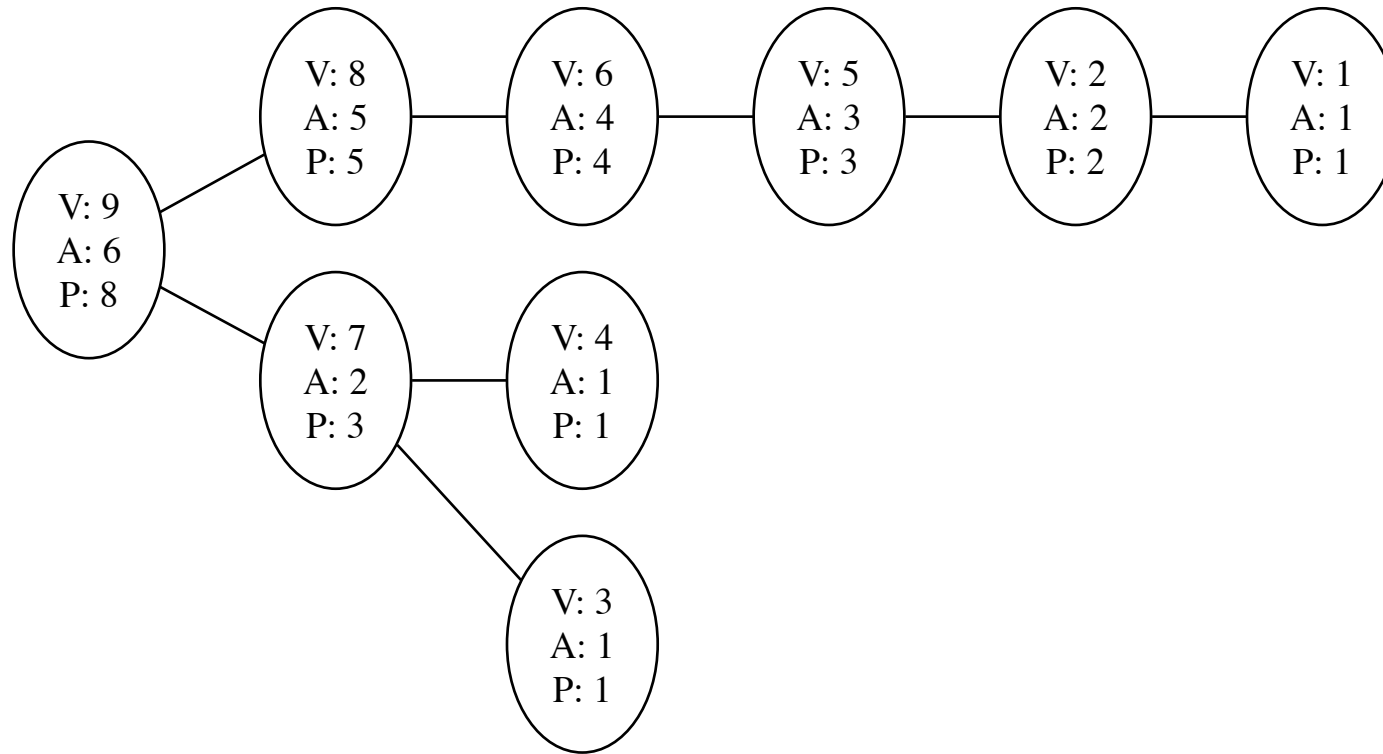 V: 8
A: 5
P: 5
V: 6
A: 4
P: 4
V: 5
A: 3
P: 3
V: 2
A: 2
P: 2
V: 1
A: 1
P: 1
V: 9
A: 6
P: 8
V: 7
A: 2
P: 3
V: 4
A: 1
P: 1
V: 3
A: 1
P: 1